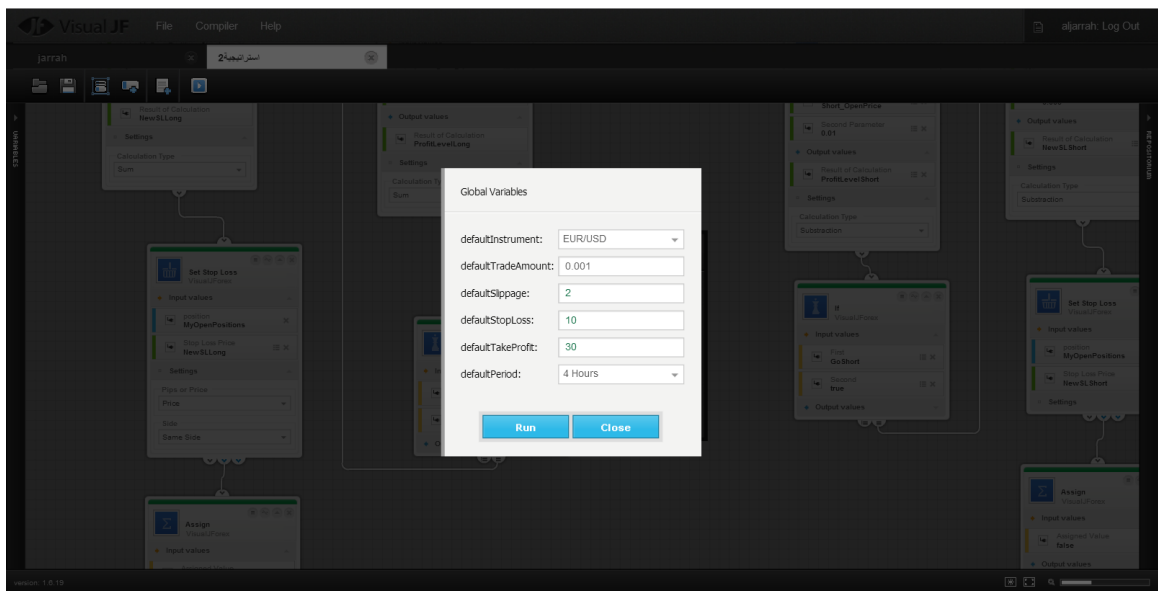 Visual JF
File
Compiler
Help
aljarrah: Log Out
jarrah
استراتيجية2
VARIABLES
REPOSITORIUM
Result of Calculation
NewSLLong
Settings
Calculation Type
Sum
Set Stop Loss
VisualJForex
Input values
position
MyOpenPositions
Stop Loss Price
NewSLLong
Settings
Pips or Price
Price
Side
Same Side
Assign
VisualJForex
Input values
Output values
Result of Calculation
ProfitLevelLong
Settings
Sum
Global Variables
defaultInstrument: EUR/USD
defaultTradeAmount: 0.001
defaultSlippage: 2
defaultStopLoss: 10
defaultTakeProfit: 30
defaultPeriod: 4 Hours
Run
Close
Short_OpenPrice
Second Parameter
0.01
Output values
Result of Calculation
ProfitLevelShort
Settings
Calculation Type
Substraction
If
VisualJForex
Input values
First
GoShort
Second
true
Output values
Output values
Result of Calculation
NewSLShort
Settings
Calculation Type
Substraction
Set Stop Loss
VisualJForex
Input values
position
MyOpenPositions
Stop Loss Price
NewSLShort
Settings
Assign
VisualJForex
Input values
Assigned Value
false
Output values
version: 1.6.19